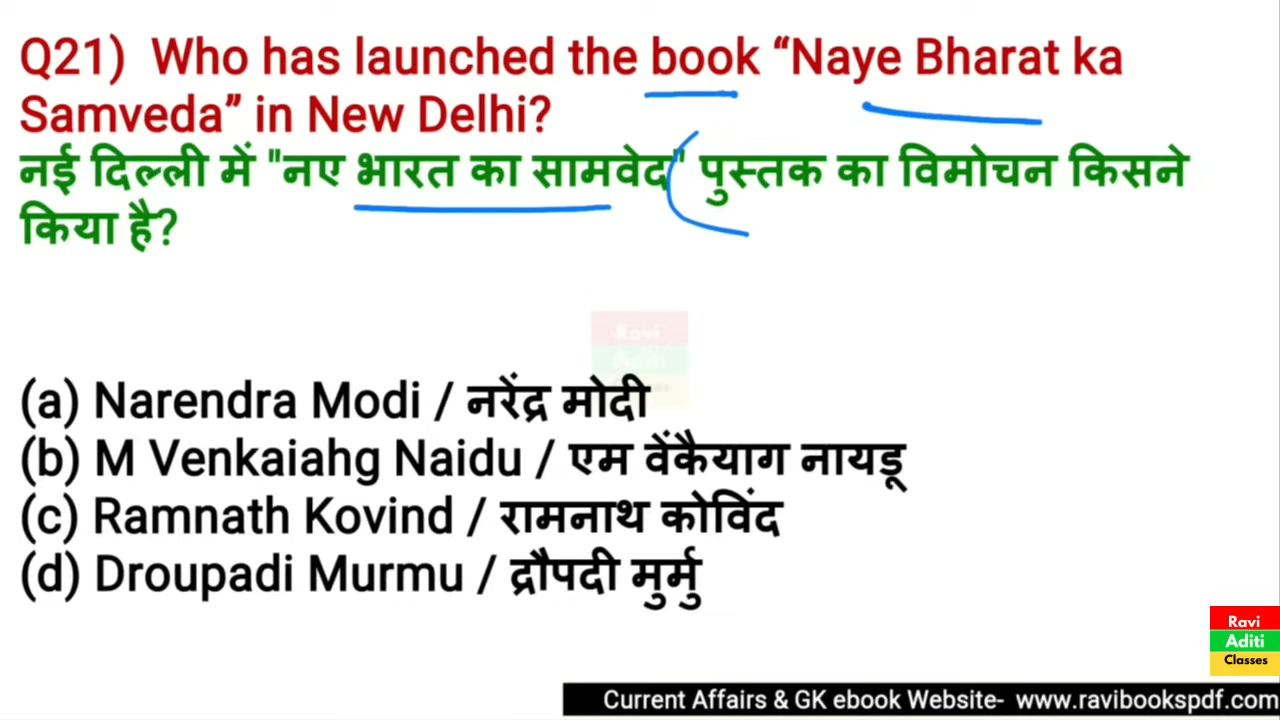 Q21) Who has launched the book “Naye Bharat ka
Samveda” in New Delhi?
नई दिल्ली में "नए भारत का सामवेद" पुस्तक का विमोचन किसने
किया है?
Ravi
Aditi
(a) Narendra Modi / नरेंद्र मोदी
(b) M Venkaiahg Naidu / एम वेंकैयाग नायडू
(c) Ramnath Kovind / रामनाथ कोविंद
(d) Droupadi Murmu / द्रौपदी मुर्मु
Ravi
Aditi
Classes
Current Affairs & GK ebook Website- www.ravibookspdf.com